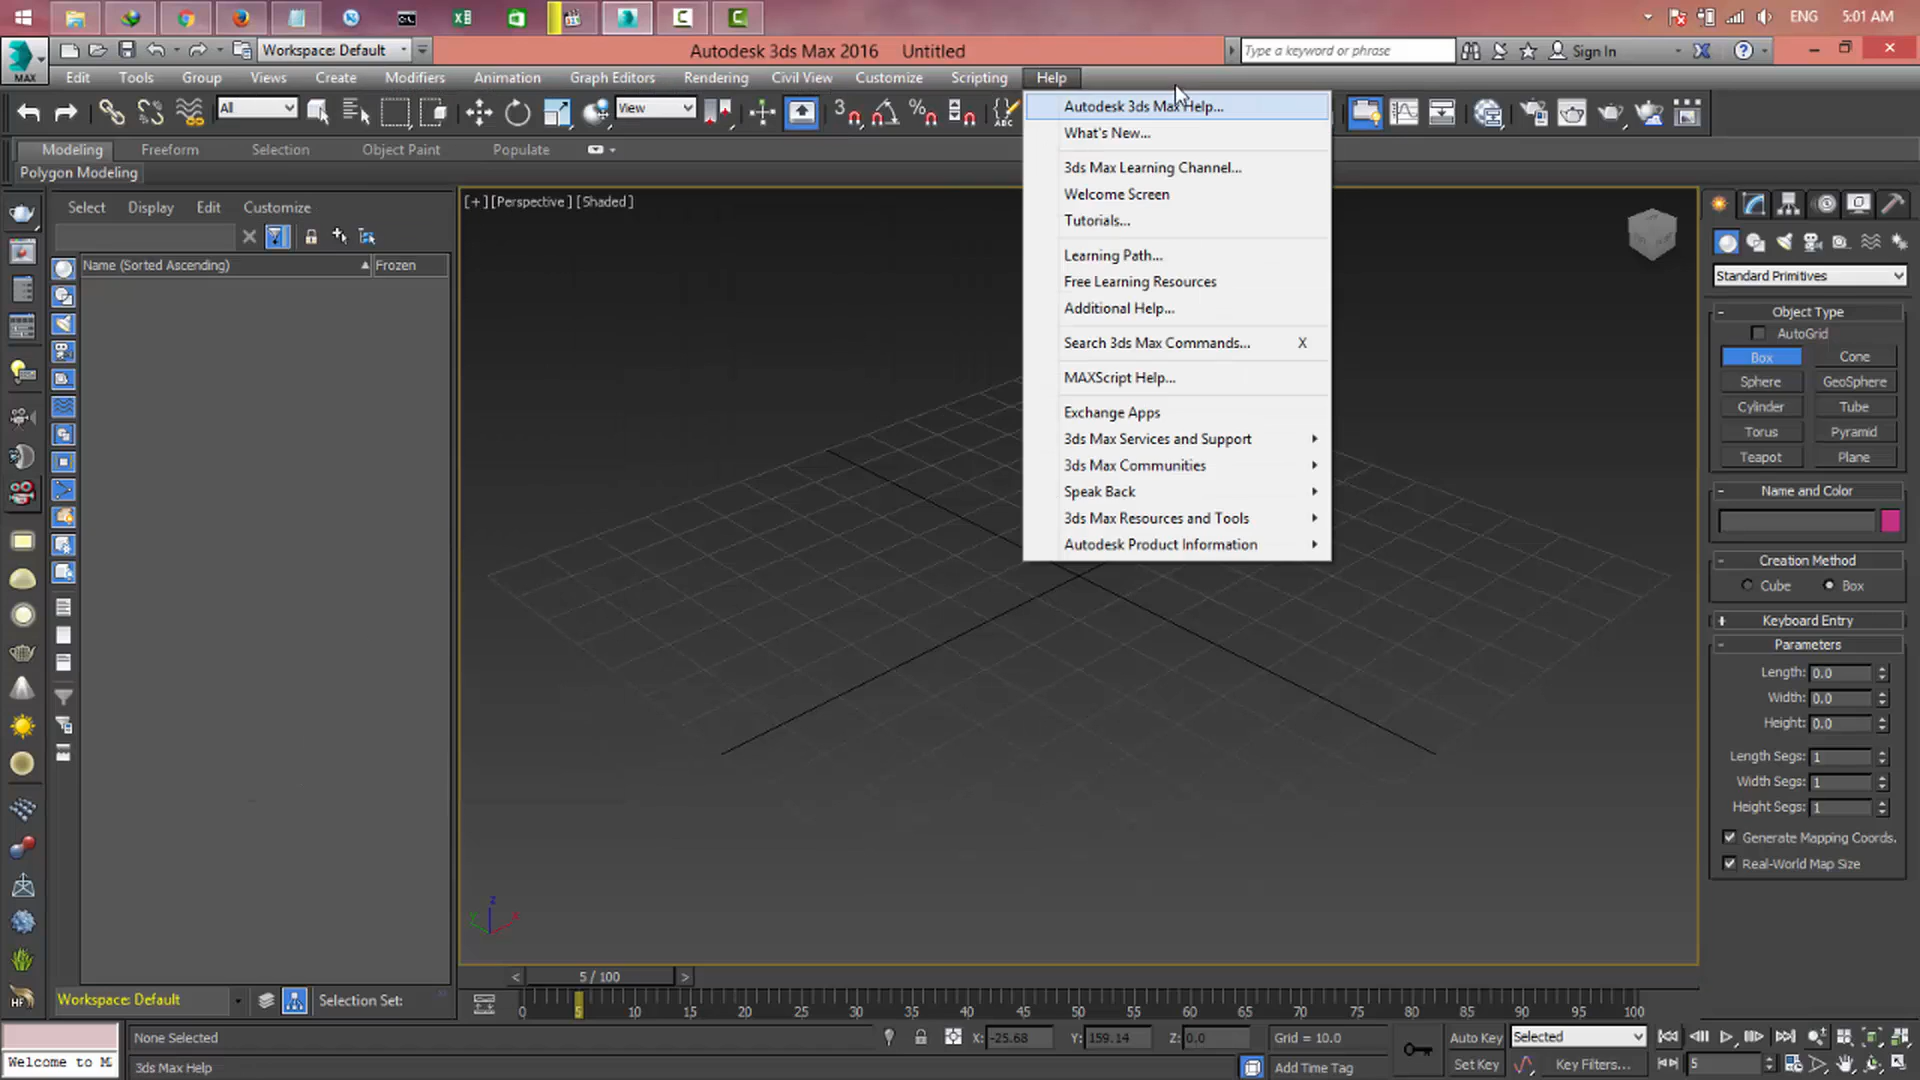 ENG 5:01 AM
MAX Workspace: Default Autodesk 3ds Max 2016 Untitled Type a keyword or phrase Sign In
Edit Tools Group Views Create Modifiers Animation Graph Editors Rendering Civil View Customize Scripting Help
All View
Autodesk 3ds Max Help...
What's New...
3ds Max Learning Channel...
Welcome Screen
Tutorials...
Learning Path...
Free Learning Resources
Additional Help...
Search 3ds Max Commands... X
MAXScript Help...
Exchange Apps
3ds Max Services and Support
3ds Max Communities
Speak Back
3ds Max Resources and Tools
Autodesk Product Information
Modeling Freeform Selection Object Paint Populate
Polygon Modeling
Select Display Edit Customize
Name (Sorted Ascending) Frozen
[+] [Perspective ] [Shaded ]
Standard Primitives
Object Type
AutoGrid
Box Cone
Sphere GeoSphere
Cylinder Tube
Torus Pyramid
Teapot Plane
Name and Color
Creation Method
Cube Box
Keyboard Entry
Parameters
Length: 0.0
Width: 0.0
Height: 0.0
Length Segs: 1
Width Segs: 1
Height Segs: 1
Generate Mapping Coords.
Real-World Map Size
z
x
5 / 100
Workspace: Default Selection Set:
0 5 10 15 20 25 30 35 40 45 50 55 60 65 70 75 80 85 90 95 100
None Selected X: -25.68 Y: 159.14 Z: 0.0 Grid = 10.0 Auto Key Selected
Welcome to M 3ds Max Help Add Time Tag Set Key Key Filters... 5